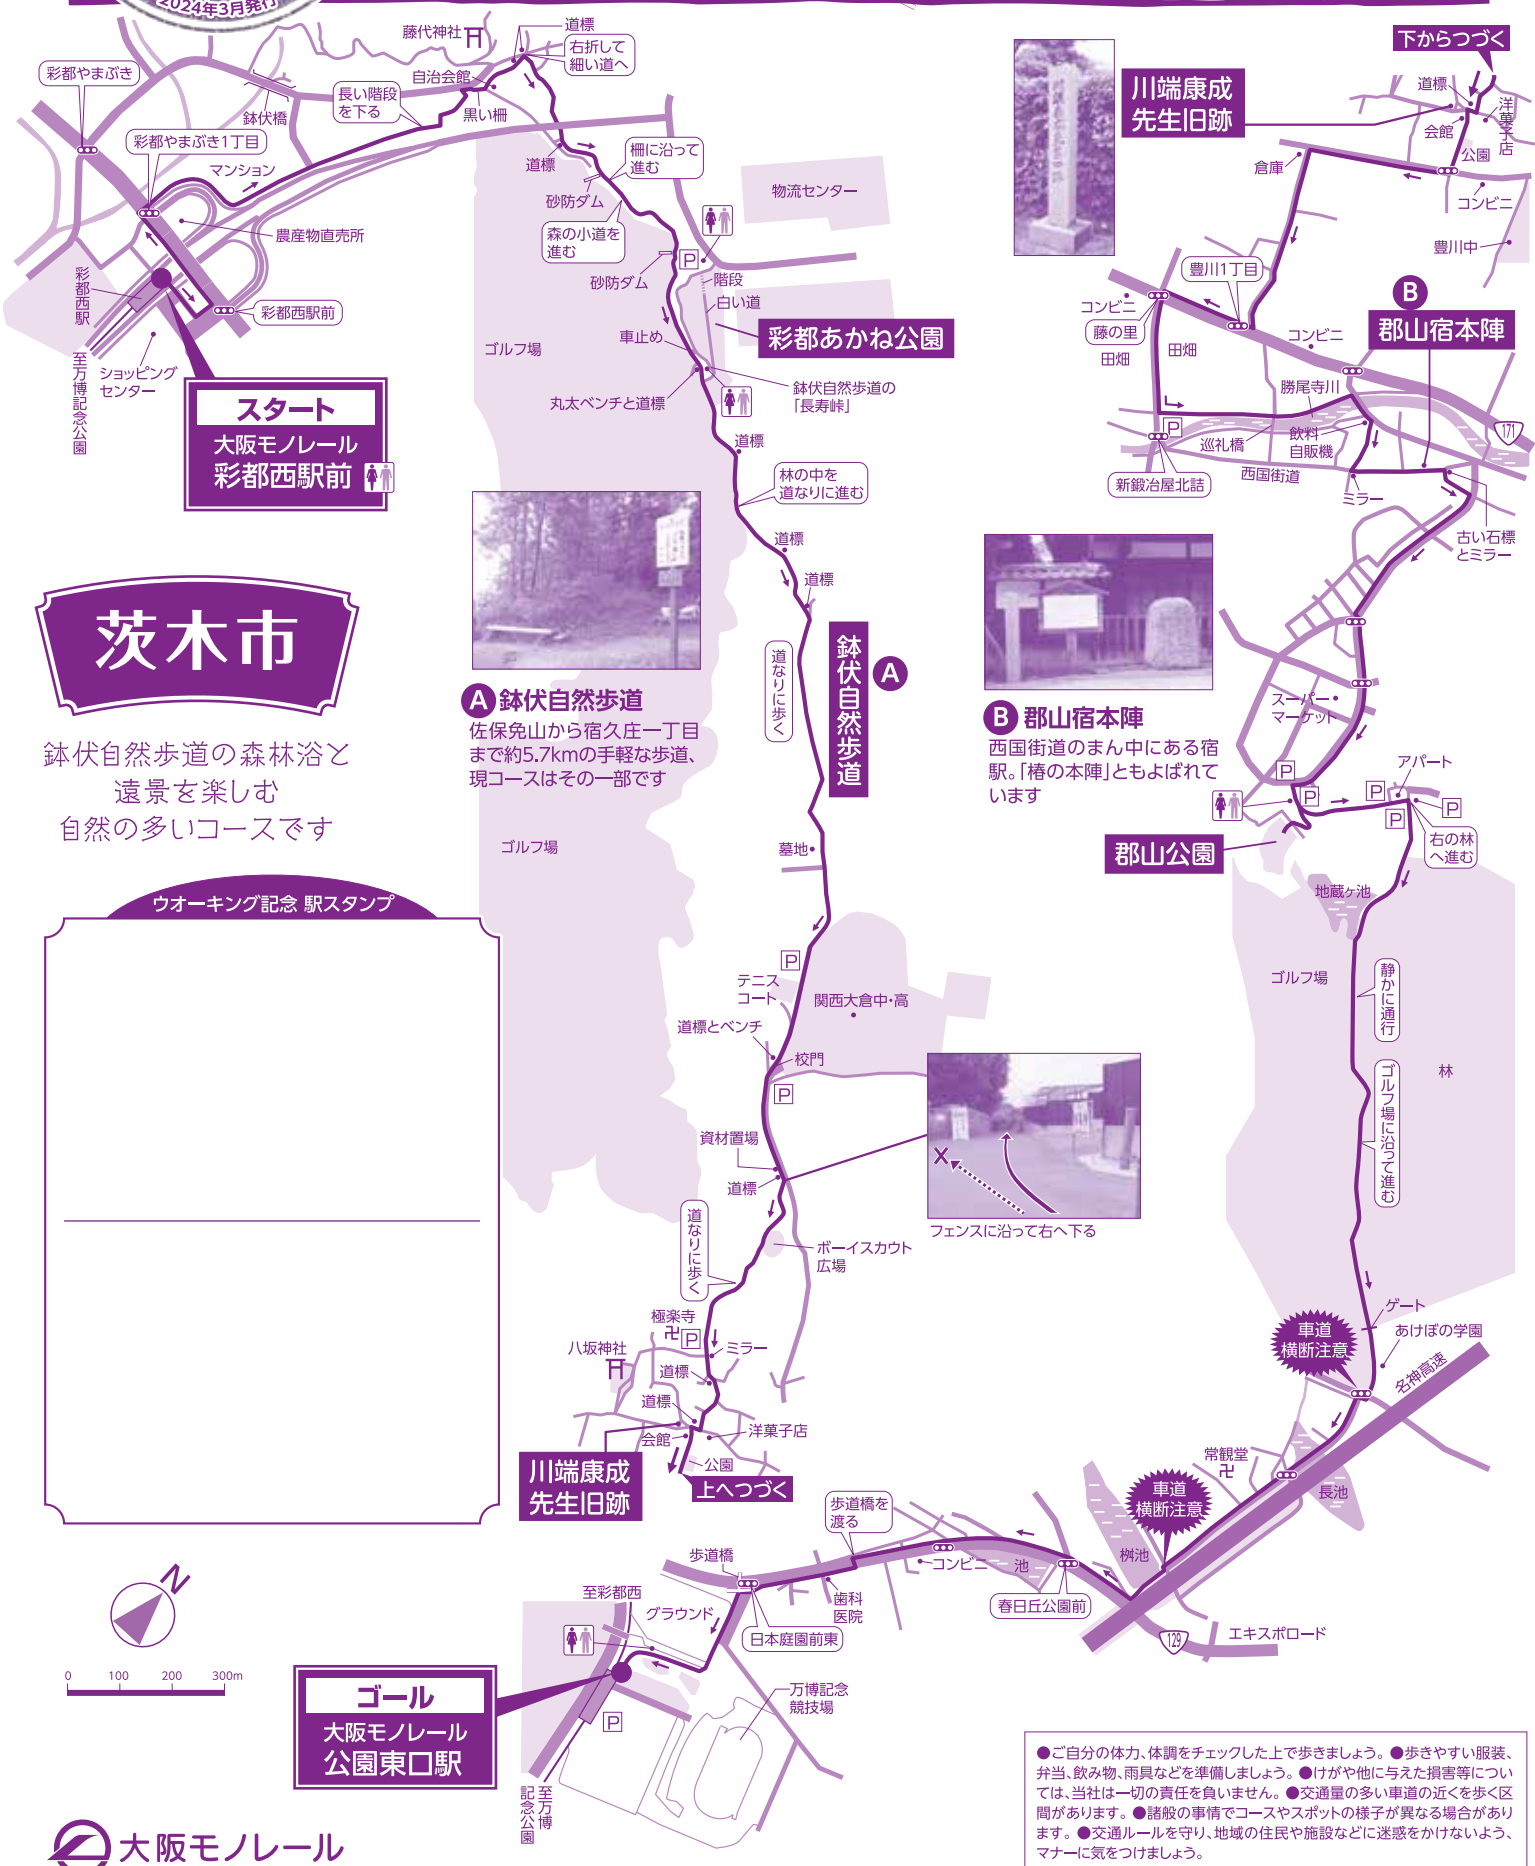 2024年3月発行
藤代神社
道標
右折して
細い道へ
自治会館
彩都やまぶき
長い階段
を下る
黒い柵
鉢伏橋
彩都やまぶき1丁目
マンション
道標
柵に沿って
進む
砂防ダム
物流センター
森の小道を
進む
農産物直売所
P
砂防ダム
階段
白い道
彩都西駅
彩都西駅前
車止め
彩都あかね公園
ゴルフ場
至万博記念公園
ショッピング
センター
丸太ベンチと道標
鉢伏自然歩道の
「長寿峠」
スタート
大阪モノレール
彩都西駅前
道標
林の中を
道なりに進む
道標
道標
茨木市
鉢伏自然歩道の森林浴と
遠景を楽しむ
自然の多いコースです
道なりに歩く
鉢伏自然歩道
A
A 鉢伏自然歩道
佐保免山から宿久庄一丁目
まで約5.7kmの手軽な歩道、
現コースはその一部です
ゴルフ場
墓地
ウオーキング記念 駅スタンプ
P
テニス
コート
関西大倉中・高
道標とベンチ
校門
P
資材置場
道標
フェンスに沿って右へ下る
道なりに歩く
ボーイスカウト
広場
極楽寺
P
ミラー
八坂神社
道標
道標
会館
洋菓子店
公園
川端康成
先生旧跡
上へつづく
下からつづく
川端康成
先生旧跡
道標
洋菓子店
会館
公園
倉庫
コンビニ
豊川中
豊川1丁目
コンビニ
藤の里
田畑
田畑
コンビニ
B
郡山宿本陣
勝尾寺川
P
巡礼橋
飲料
自販機
171
新鍛冶屋北詰
西国街道
ミラー
古い石標
とミラー
B 郡山宿本陣
西国街道のまん中にある宿
駅。「椿の本陣」ともよばれて
います
スーパー
マーケット
P
P
アパート
P
P
P
右の林
へ進む
郡山公園
地蔵ヶ池
ゴルフ場
静かに通行
林
ゴルフ場に沿って進む
ゲート
車道
横断注意
あけぼの学園
名神高速
常観堂
長池
車道
横断注意
桝池
歩道橋を
渡る
コンビニ
池
春日丘公園前
129
エキスポロード
歩道橋
歯科
医院
日本庭園前東
至彩都西
グラウンド
万博記念
競技場
P
至万博
記念公園
ゴール
大阪モノレール
公園東口駅
N
0 100 200 300m
大阪モノレール
●ご自分の体力、体調をチェックした上で歩きましょう。●歩きやすい服装、
弁当、飲み物、雨具などを準備しましょう。●けがや他に与えた損害等につい
ては、当社は一切の責任を負いません。●交通量の多い車道の近くを歩く区
間があります。●諸般の事情でコースやスポットの様子が異なる場合があり
ます。●交通ルールを守り、地域の住民や施設などに迷惑をかけないよう、
マナーに気をつけましょう。